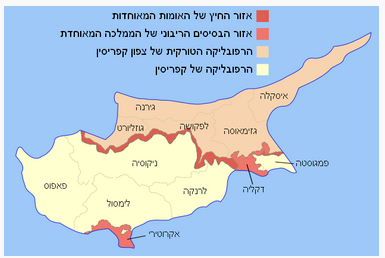 אזור החיץ של האומות המאוחדות
אזור הבסיסים הריבוני של הממלכה המאוחדת
הרפובליקה הטורקית של צפון קפריסין
הרפובליקה של קפריסין
איסקלה
גירנה
גוזליורט
לפקושה
גזימאוסה
ניקוסיה
פמגוסטה
פאפוס
לרנקה
דקליה
לימסול
אקרוטירי